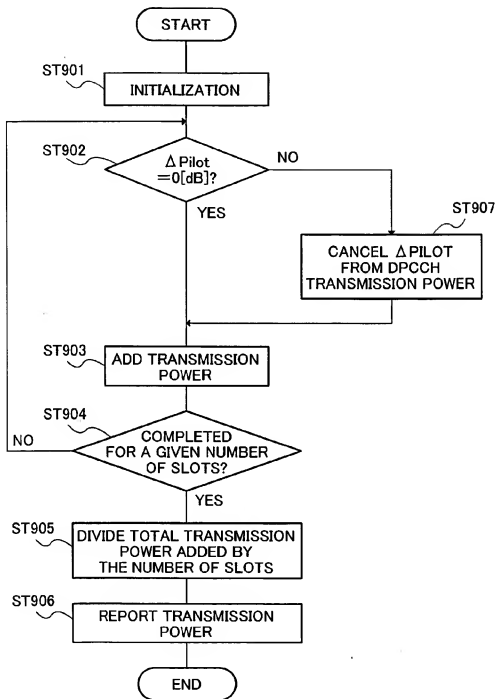 START
ST901
INITIALIZATION
ST902
Δ Pilot
=0[dB]?
NO
YES
ST907
CANCEL Δ PILOT
FROM DPCCH
TRANSMISSION POWER
ST903
ADD TRANSMISSION
POWER
ST904
COMPLETED
FOR A GIVEN NUMBER
OF SLOTS?
NO
YES
ST905
DIVIDE TOTAL TRANSMISSION
POWER ADDED BY
THE NUMBER OF SLOTS
ST906
REPORT TRANSMISSION
POWER
END